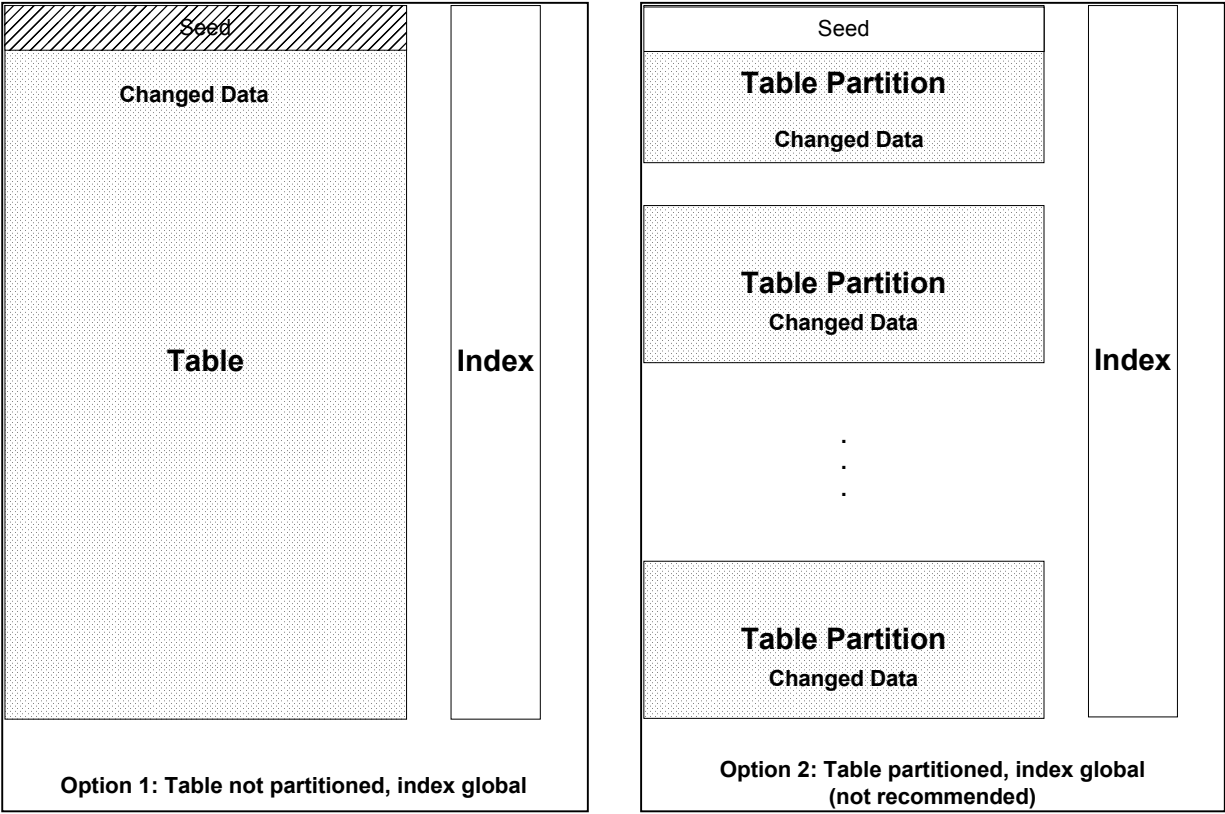 Seed
Changed Data
Table
Index
Option 1: Table not partitioned, index global
Seed
Table Partition
Changed Data
Table Partition
Changed Data
Index
.
.
.
Table Partition
Changed Data
Option 2: Table partitioned, index global
(not recommended)